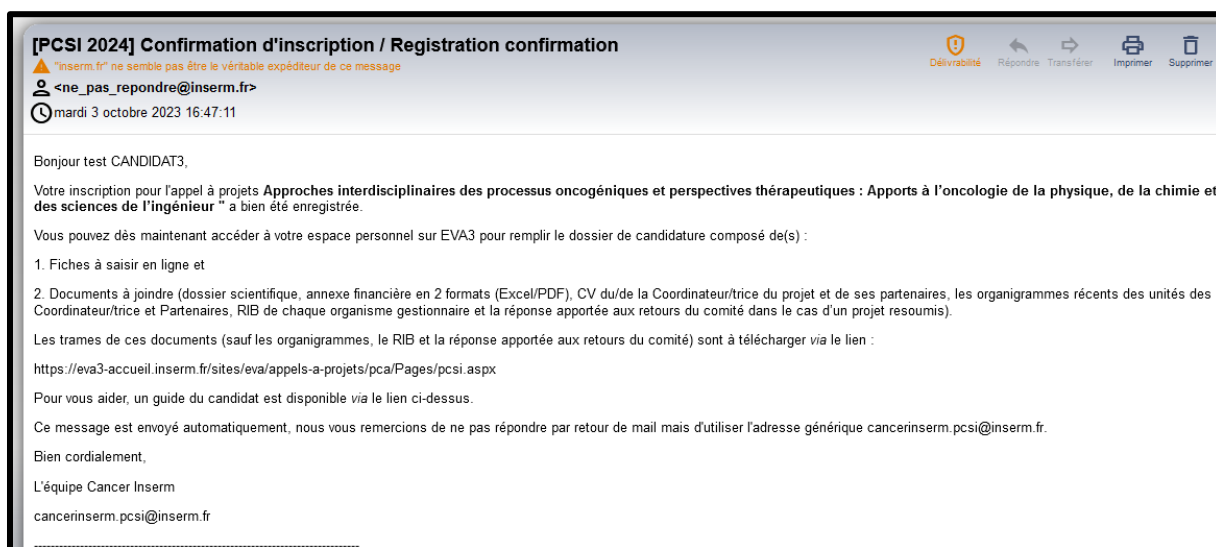 [PCSI 2024] Confirmation d'inscription / Registration confirmation
"inserm.fr" ne semble pas être le véritable expéditeur de ce message
<ne_pas_repondre@inserm.fr>
mardi 3 octobre 2023 16:47:11
Délivrabilité Répondre Transférer Imprimer Supprimer
Bonjour test CANDIDAT3,
Votre inscription pour l'appel à projets Approches interdisciplinaires des processus oncogéniques et perspectives thérapeutiques : Apports à l'oncologie de la physique, de la chimie et
des sciences de l'ingénieur " a bien été enregistrée.
Vous pouvez dès maintenant accéder à votre espace personnel sur EVA3 pour remplir le dossier de candidature composé de(s) :
1. Fiches à saisir en ligne et
2. Documents à joindre (dossier scientifique, annexe financière en 2 formats (Excel/PDF), CV du/de la Coordinateur/trice du projet et de ses partenaires, les organigrammes récents des unités des
Coordinateur/trice et Partenaires, RIB de chaque organisme gestionnaire et la réponse apportée aux retours du comité dans le cas d'un projet resoumis).
Les trames de ces documents (sauf les organigrammes, le RIB et la réponse apportée aux retours du comité) sont à télécharger via le lien :
https://eva3-accueil.inserm.fr/sites/eva/appels-a-projets/pca/Pages/pcsi.aspx
Pour vous aider, un guide du candidat est disponible via le lien ci-dessus.
Ce message est envoyé automatiquement, nous vous remercions de ne pas répondre par retour de mail mais d'utiliser l'adresse générique cancerinserm.pcsi@inserm.fr.
Bien cordialement,
L'équipe Cancer Inserm
cancerinserm.pcsi@inserm.fr